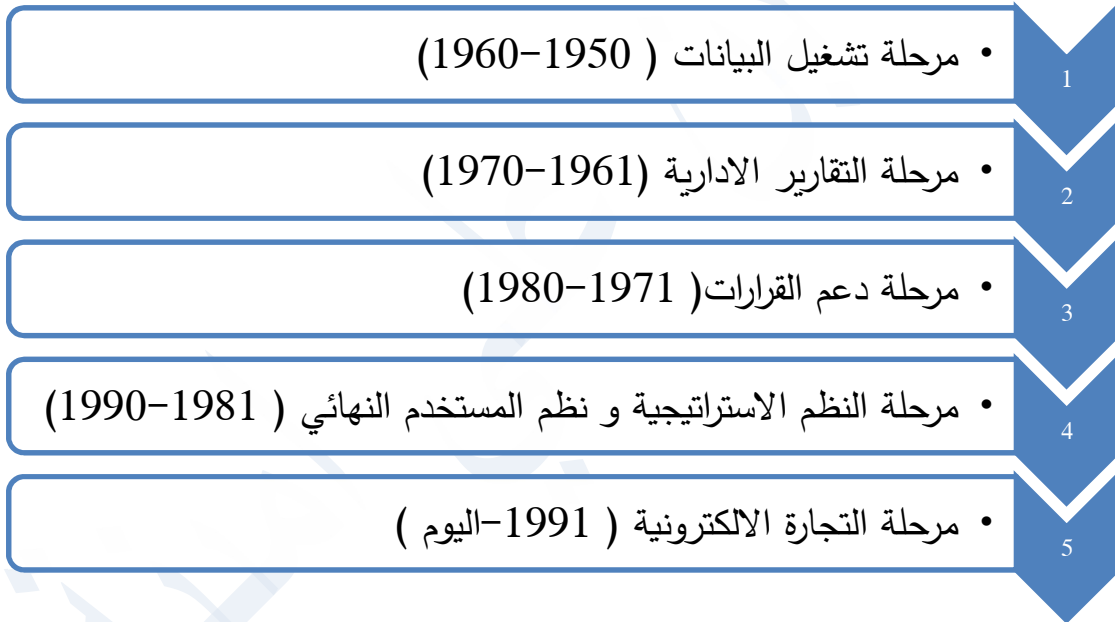 1
• مرحلة تشغيل البيانات ( 1950-1960)
2
• مرحلة التقارير الادارية (1961-1970)
3
• مرحلة دعم القرارات( 1971-1980)
4
• مرحلة النظم الاستراتيجية و نظم المستخدم النهائي ( 1981-1990)
5
• مرحلة التجارة الالكترونية ( 1991-اليوم )